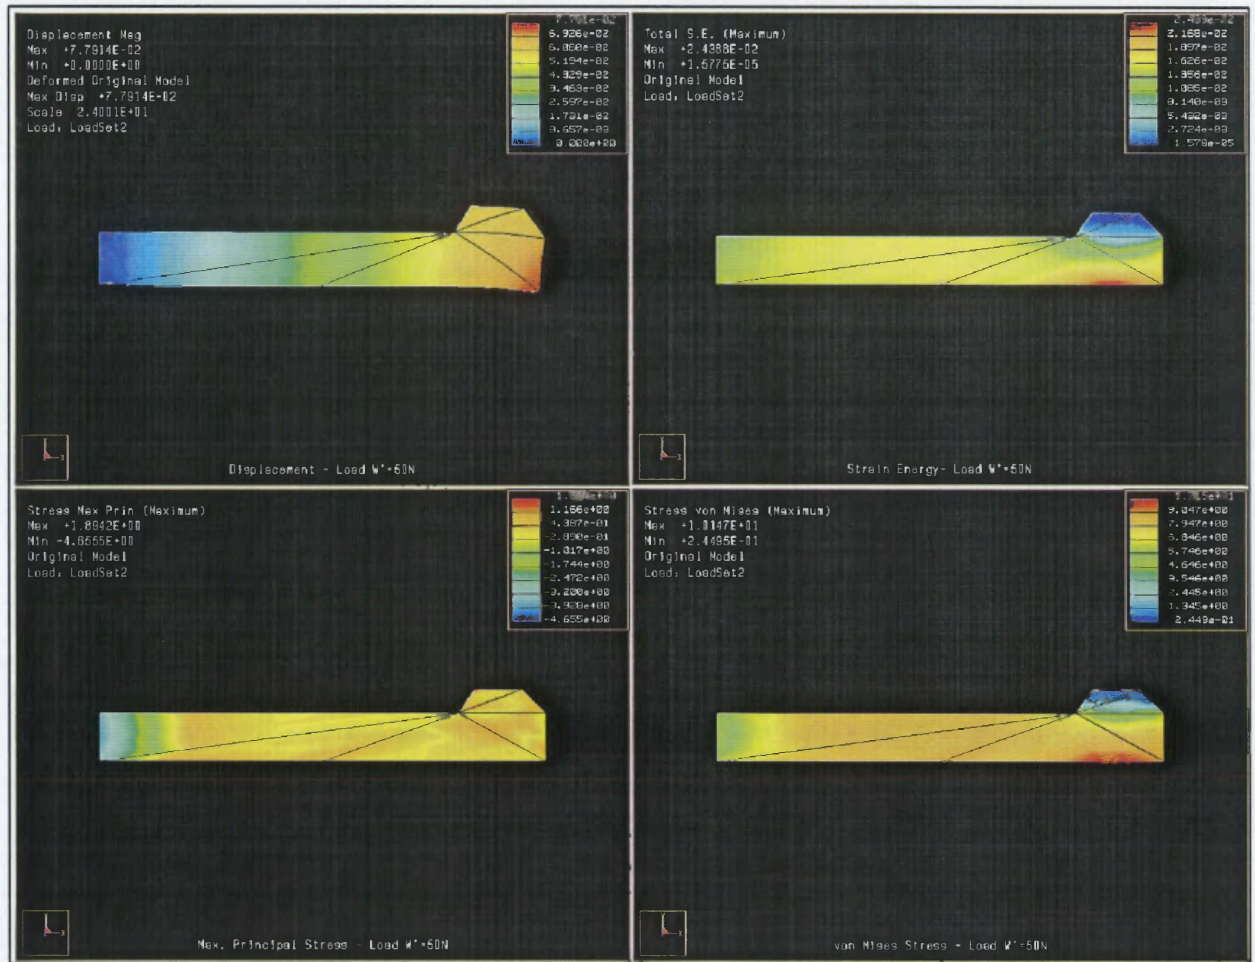 Displacement Mag
Max +7.7914E-02
Min +0.0000E+00
Deformed Original Model
Max Disp +7.7914E-02
Scale 2.4001E+01
Load: LoadSet2
7.791e-02
6.926e-02
6.060e-02
5.194e-02
4.329e-02
3.463e-02
2.597e-02
1.731e-02
8.657e-03
0.000e+00
Displacement - Load W'=50N
Total S.E. (Maximum)
Max +2.4388E-02
Min +1.5775E-05
Original Model
Load: LoadSet2
2.439e-02
2.168e-02
1.897e-02
1.626e-02
1.356e-02
1.085e-02
8.140e-03
5.432e-03
2.724e-03
1.578e-05
Strain Energy- Load W'=50N
Stress Max Prin (Maximum)
Max +1.8942E+00
Min -4.6555E+00
Original Model
Load: LoadSet2
1.166e+00
4.387e-01
-2.890e-01
-1.017e+00
-1.744e+00
-2.472e+00
-3.200e+00
-3.928e+00
-4.655e+00
Max. Principal Stress - Load W'=50N
Stress von Mises (Maximum)
Max +1.0147E+01
Min +2.4495E-01
Original Model
Load: LoadSet2
1.015e+01
9.047e+00
7.947e+00
6.846e+00
5.746e+00
4.646e+00
3.546e+00
2.445e+00
1.345e+00
2.449e-01
von Mises Stress - Load W'=50N